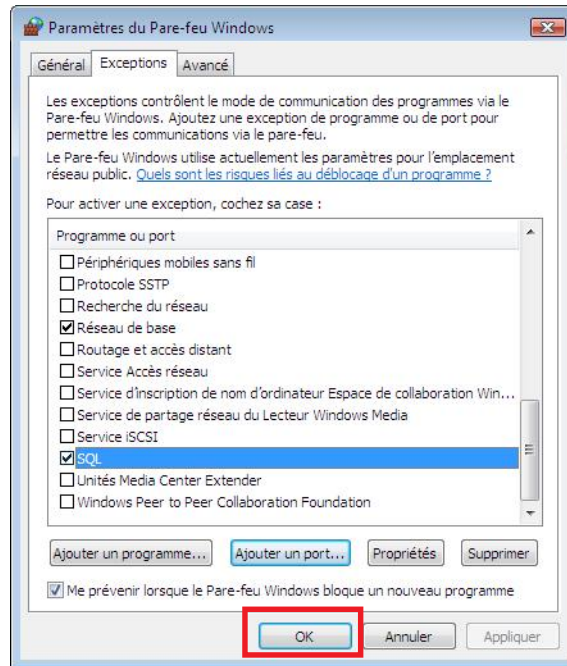 Paramètres du Pare-feu Windows
Général Exceptions Avancé
Les exceptions contrôlent le mode de communication des programmes via le
Pare-feu Windows. Ajoutez une exception de programme ou de port pour
permettre les communications via le pare-feu.
Le Pare-feu Windows utilise actuellement les paramètres pour l'emplacement
réseau public. Quels sont les risques liés au déblocage d'un programme ?
Pour activer une exception, cochez sa case :
Programme ou port
Périphériques mobiles sans fil
Protocole SSTP
Recherche du réseau
Réseau de base
Routage et accès distant
Service Accès réseau
Service d'inscription de nom d'ordinateur Espace de collaboration Win...
Service de partage réseau du Lecteur Windows Media
Service iSCSI
SQL
Unités Media Center Extender
Windows Peer to Peer Collaboration Foundation
Ajouter un programme... Ajouter un port... Propriétés Supprimer
Me prévenir lorsque le Pare-feu Windows bloque un nouveau programme
OK Annuler Appliquer